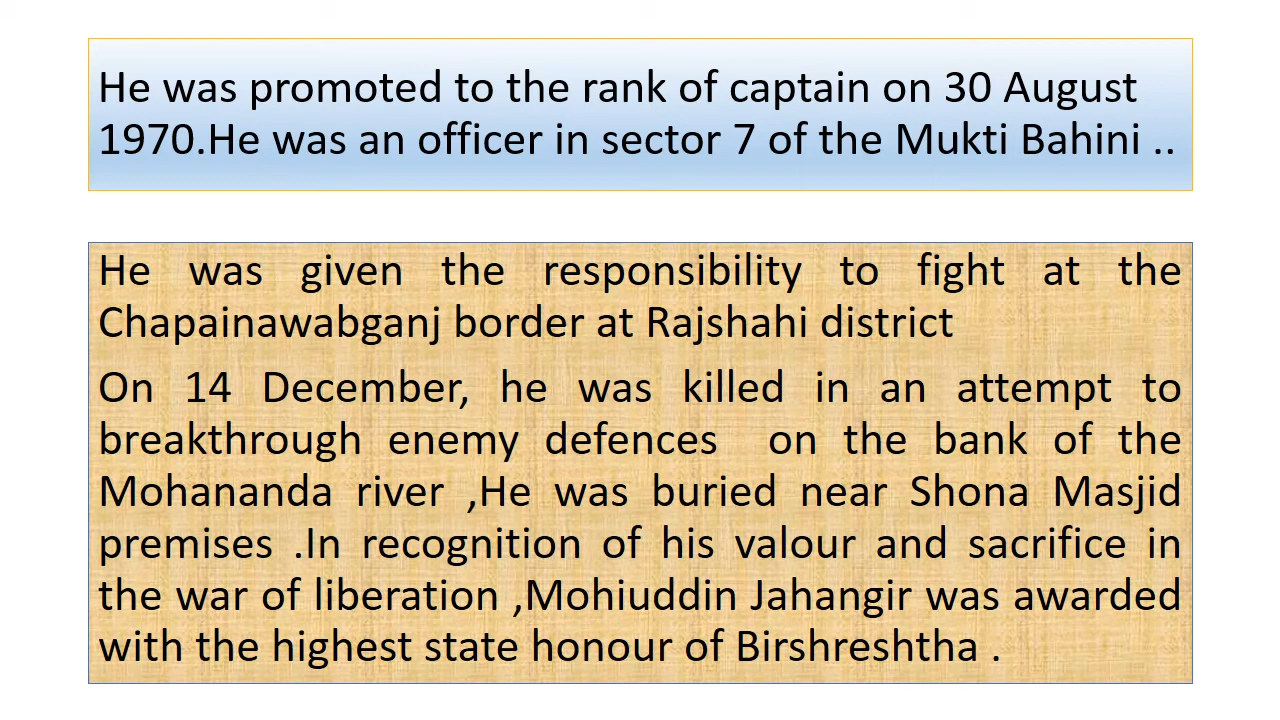 He was promoted to the rank of captain on 30 August
1970.He was an officer in sector 7 of the Mukti Bahini ..
He was given the responsibility to fight at the
Chapainawabganj border at Rajshahi district
On 14 December, he was killed in an attempt to
breakthrough enemy defences on the bank of the
Mohananda river ,He was buried near Shona Masjid
premises .In recognition of his valour and sacrifice in
the war of liberation ,Mohiuddin Jahangir was awarded
with the highest state honour of Birshreshtha .